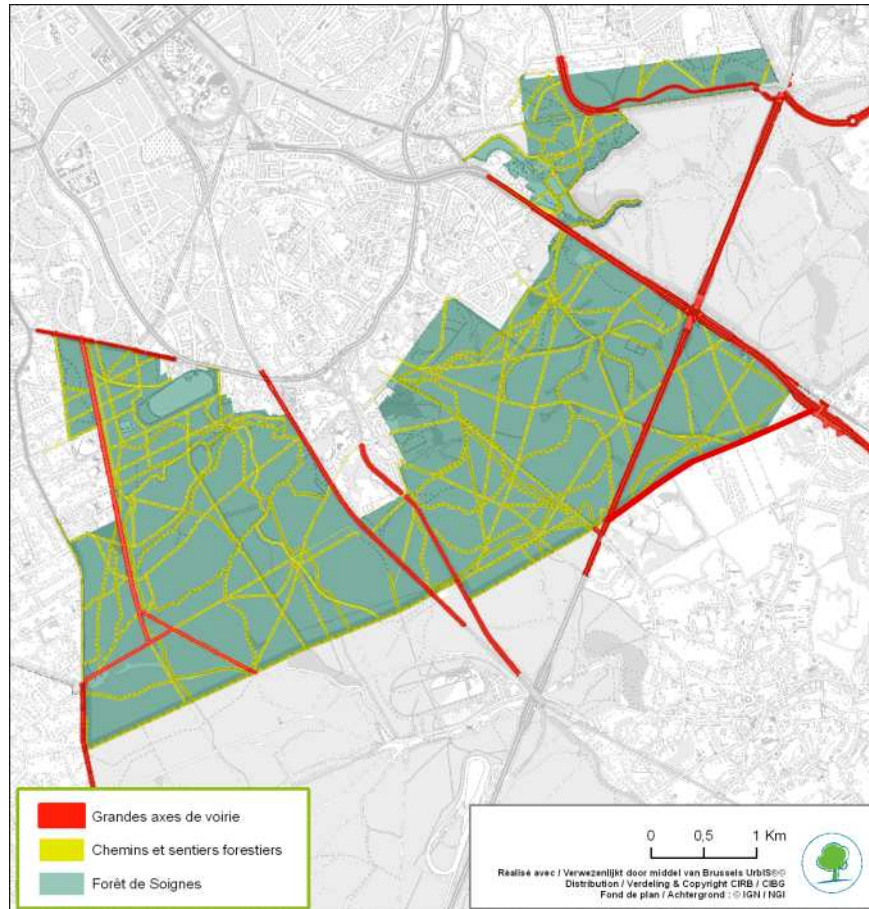 Grandes axes de voirie
Chemins et sentiers forestiers
Forêt de Soignes
0 0,5 1 Km
Réalisé avec / Verwezenlijkt door middel van Brussels UrbIS®©
Distribution / Verdeling & Copyright CIRB / CIBG
Fond de plan / Achtergrond : © IGN / NGI